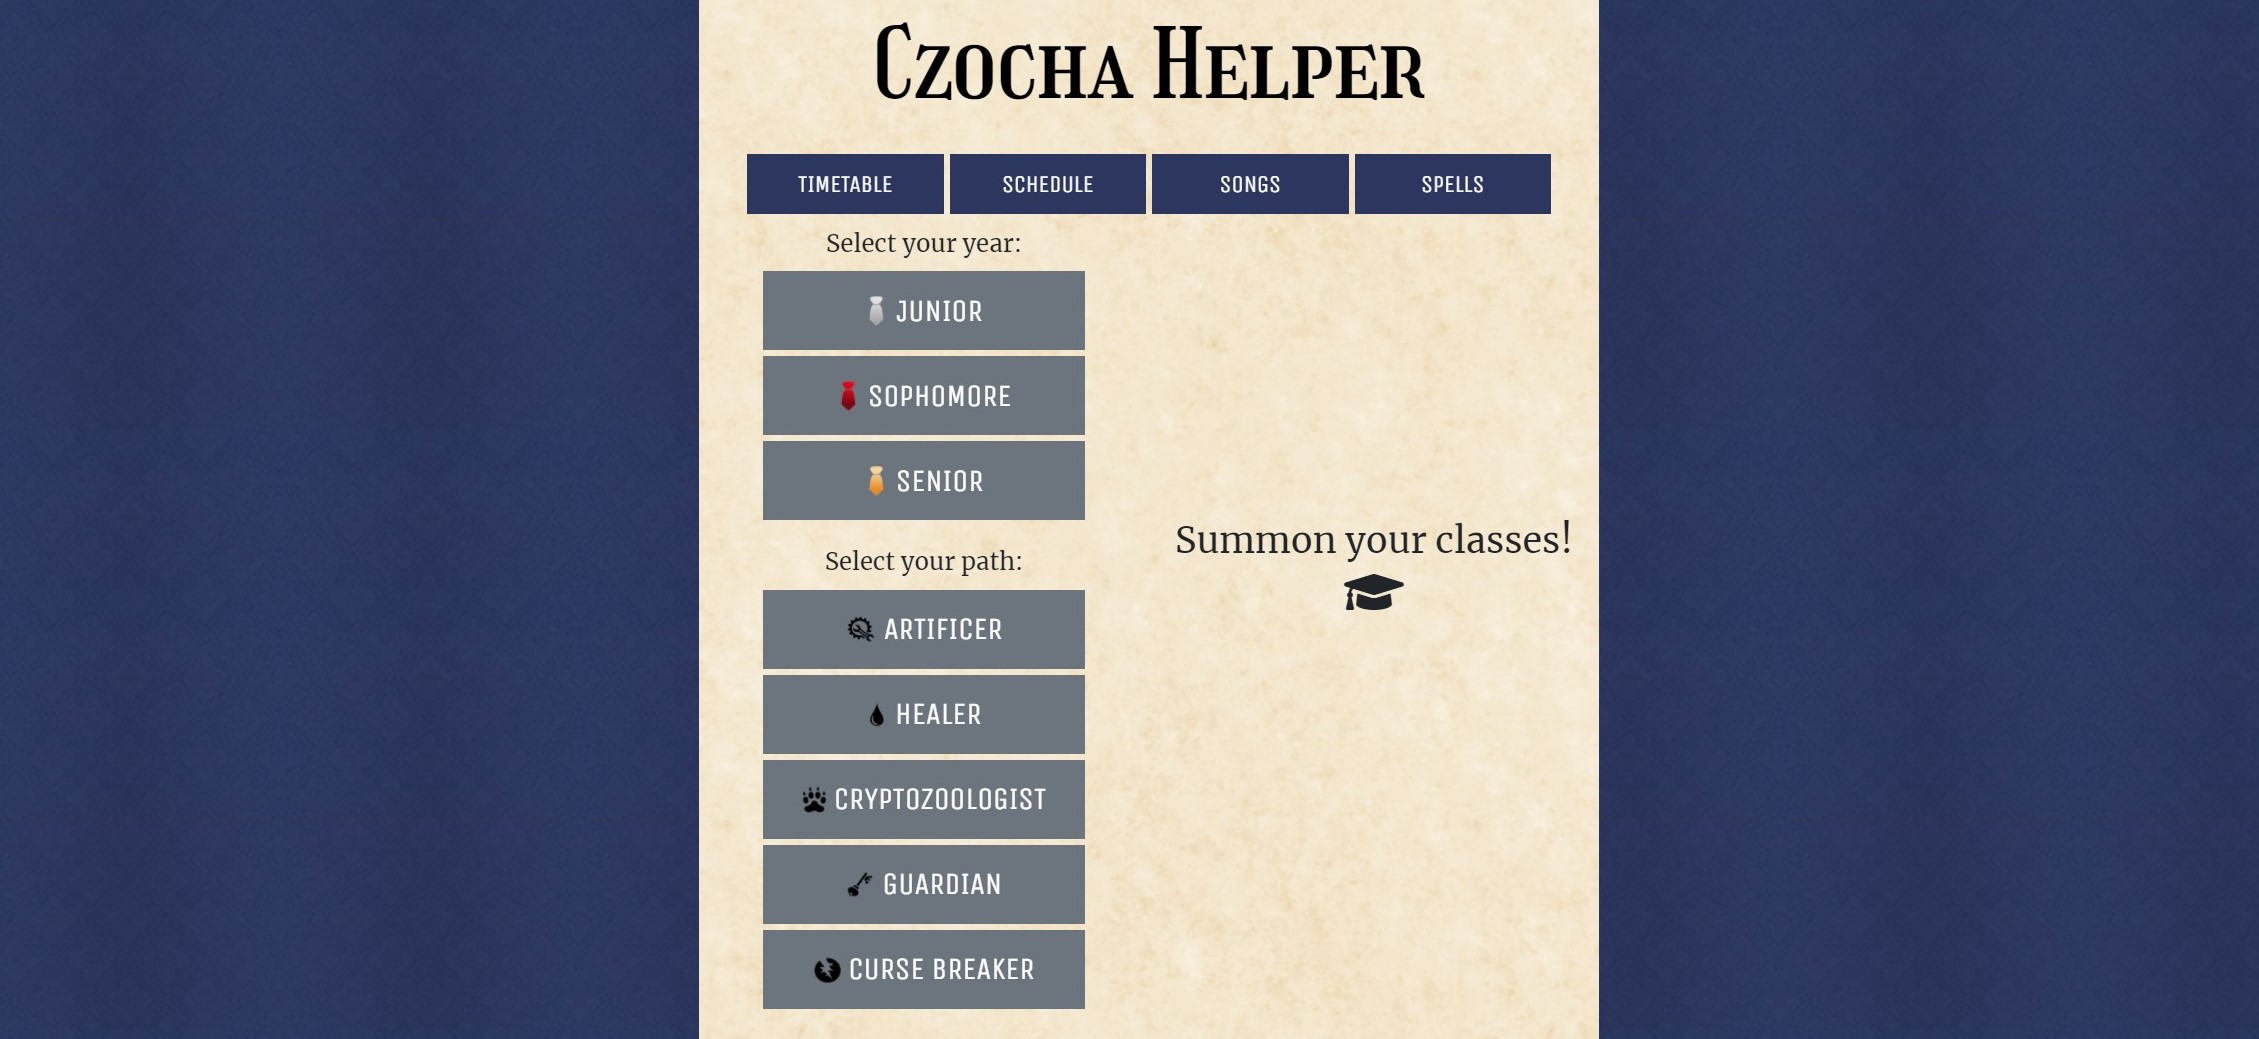 Czocha Helper
TIMETABLE
SCHEDULE
SONGS
SPELLS
Select your year:
JUNIOR
SOPHOMORE
SENIOR
Select your path:
ARTIFICER
HEALER
CRYPTOZOOLOGIST
GUARDIAN
CURSE BREAKER
Summon your classes!